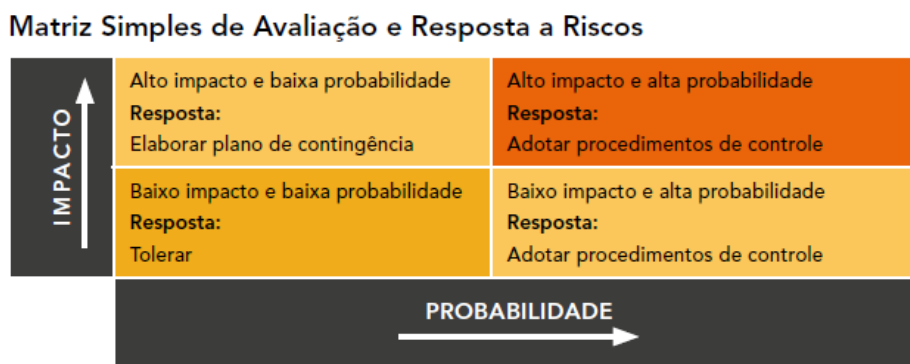 Matriz Simples de Avaliação e Resposta a Riscos
IMPACTO
Alto impacto e baixa probabilidade
Resposta:
Elaborar plano de contingência
Alto impacto e alta probabilidade
Resposta:
Adotar procedimentos de controle
Baixo impacto e baixa probabilidade
Resposta:
Tolerar
Baixo impacto e alta probabilidade
Resposta:
Adotar procedimentos de controle
PROBABILIDADE